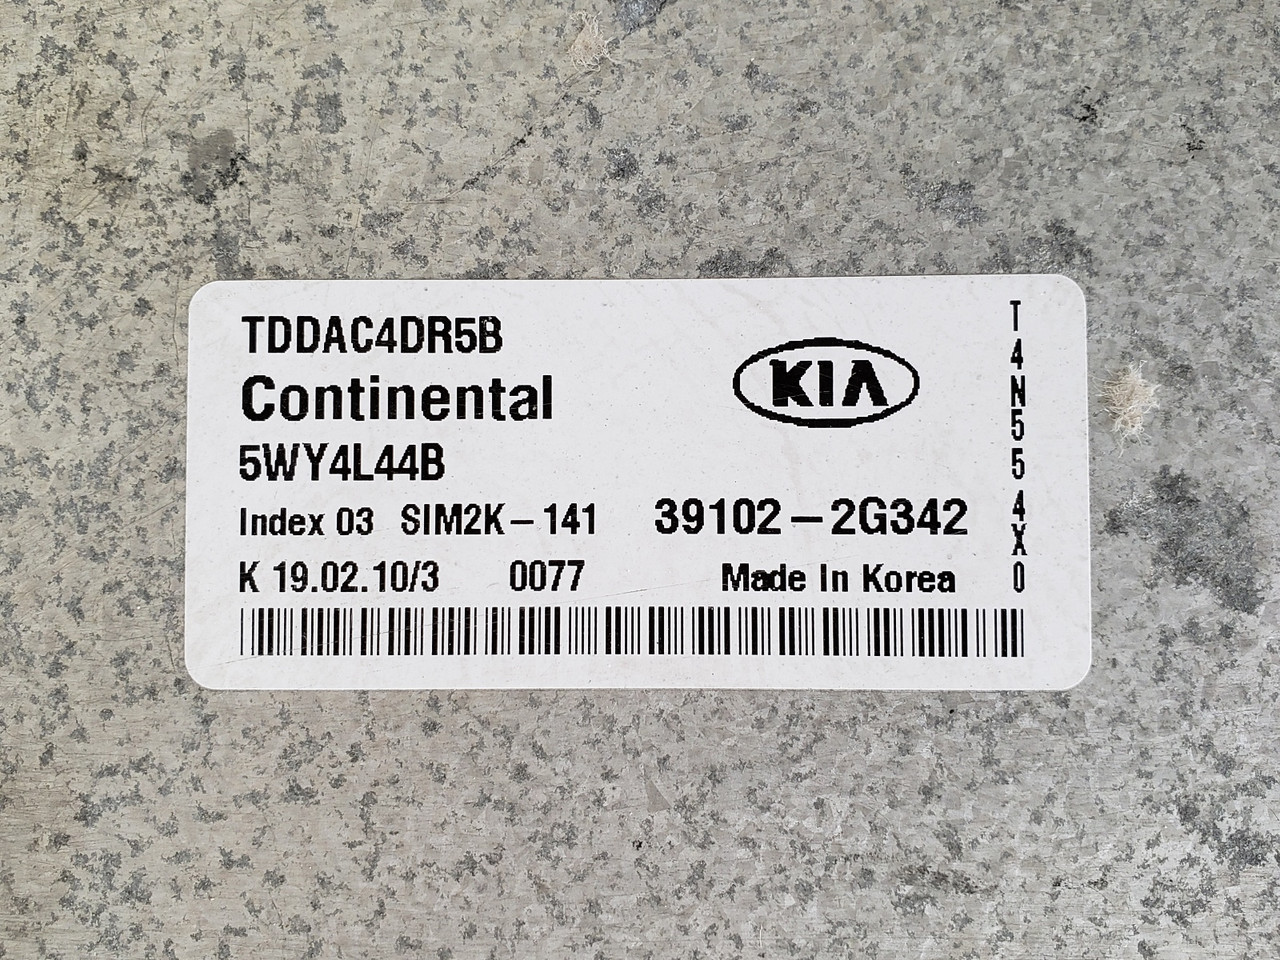 TDDAC4DR5B
Continental
5WY4L44B
KIA
Index 03 SIM2K-141 39102-2G342
K 19.02.10/3 0077 Made In Korea
T4N554X0